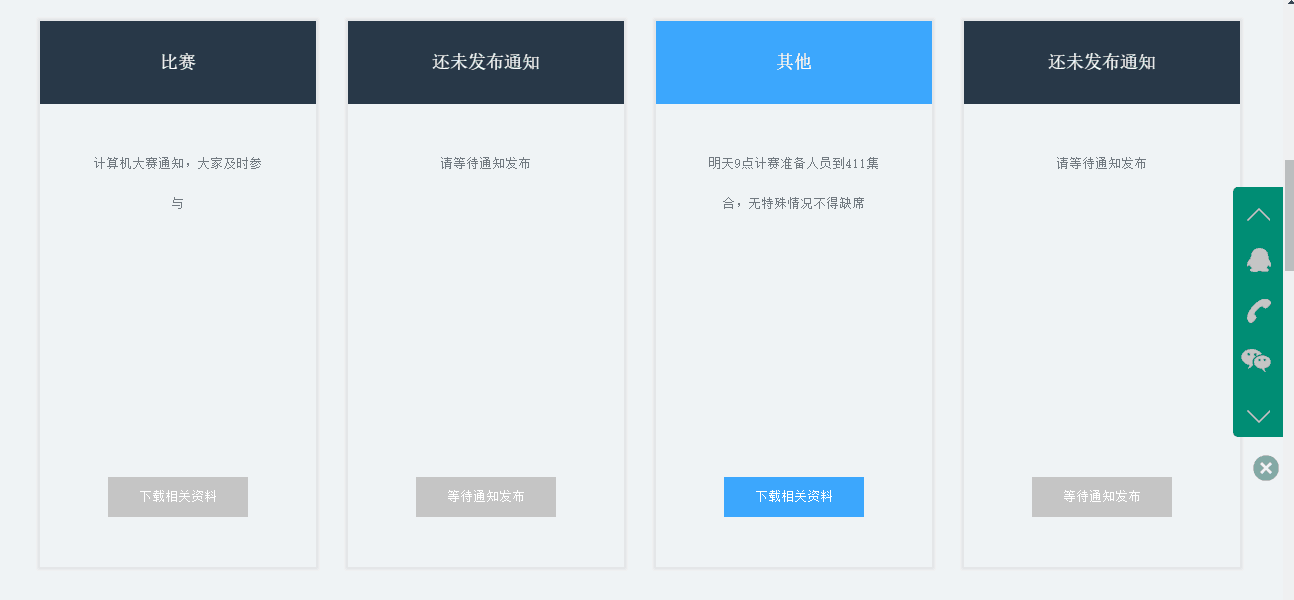 比赛
计算机大赛通知，大家及时参
与
下载相关资料
还未发布通知
请等待通知发布
等待通知发布
其他
明天9点计赛准备人员到411集
合，无特殊情况不得缺席
下载相关资料
还未发布通知
请等待通知发布
等待通知发布